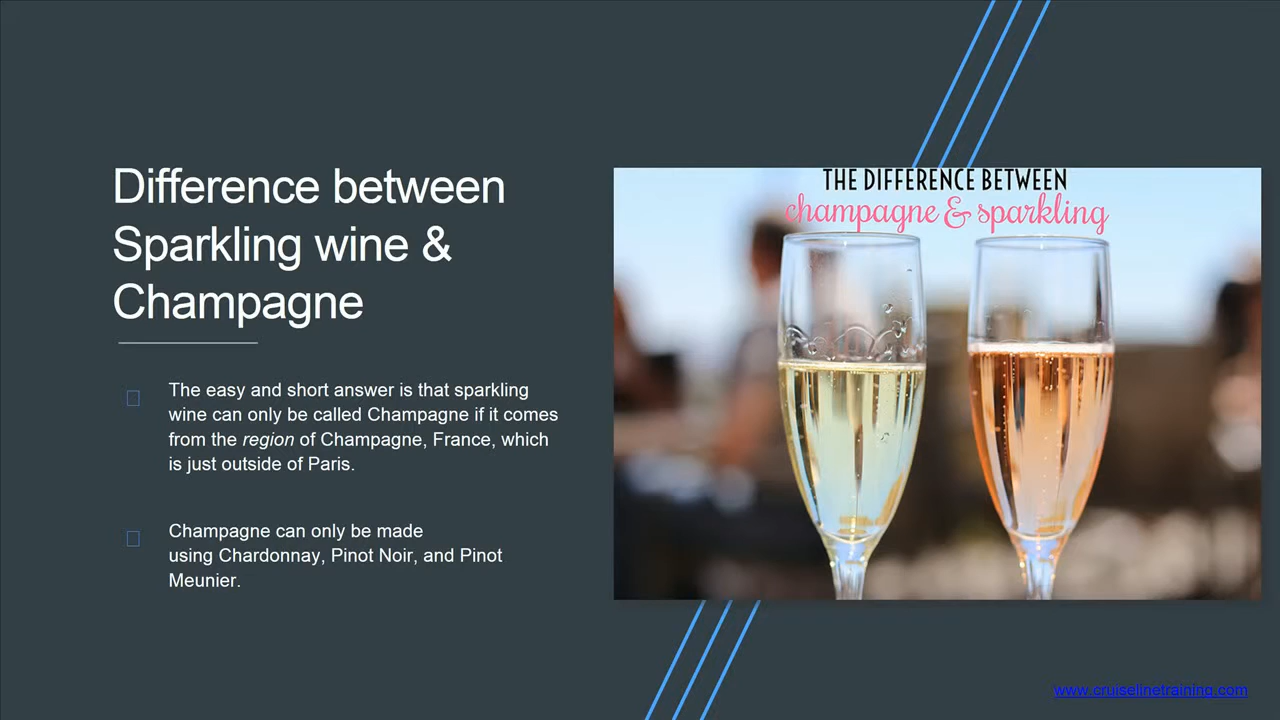 Difference between
Sparkling wine &
Champagne
The easy and short answer is that sparkling
wine can only be called Champagne if it comes
from the region of Champagne, France, which
is just outside of Paris.
Champagne can only be made
using Chardonnay, Pinot Noir, and Pinot
Meunier.
THE DIFFERENCE BETWEEN
champagne & sparkling
www.cruiselinetraining.com